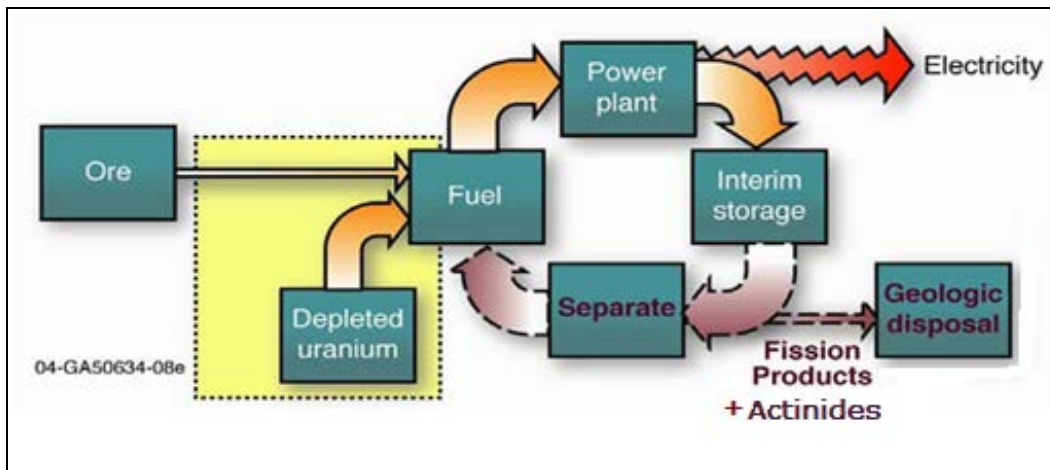 Ore
Fuel
Power
plant
Electricity
Interim
storage
Depleted
uranium
Separate
Geologic
disposal
Fission
Products
+ Actinides
04-GA50634-08e